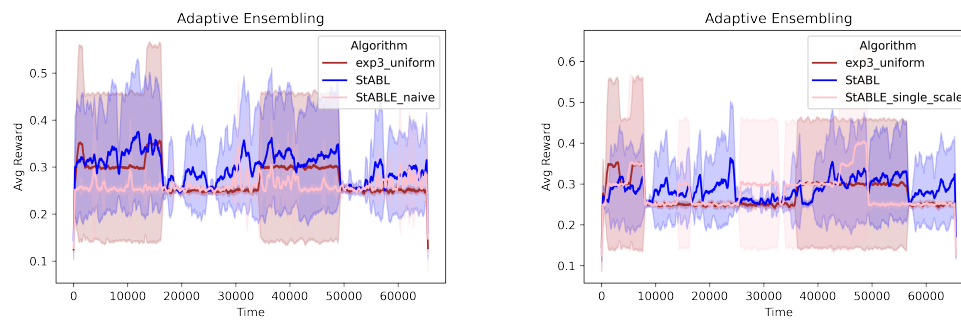 Adaptive Ensembling
Algorithm
exp3_uniform
StABL
StABLE_naive
Avg Reward
0.5
0.4
0.3
0.2
0.1
0
10000
20000
30000
40000
50000
60000
Time
Adaptive Ensembling
Algorithm
exp3_uniform
StABL
StABLE_single_scale
Avg Reward
0.6
0.5
0.4
0.3
0.2
0.1
0
10000
20000
30000
40000
50000
60000
Time